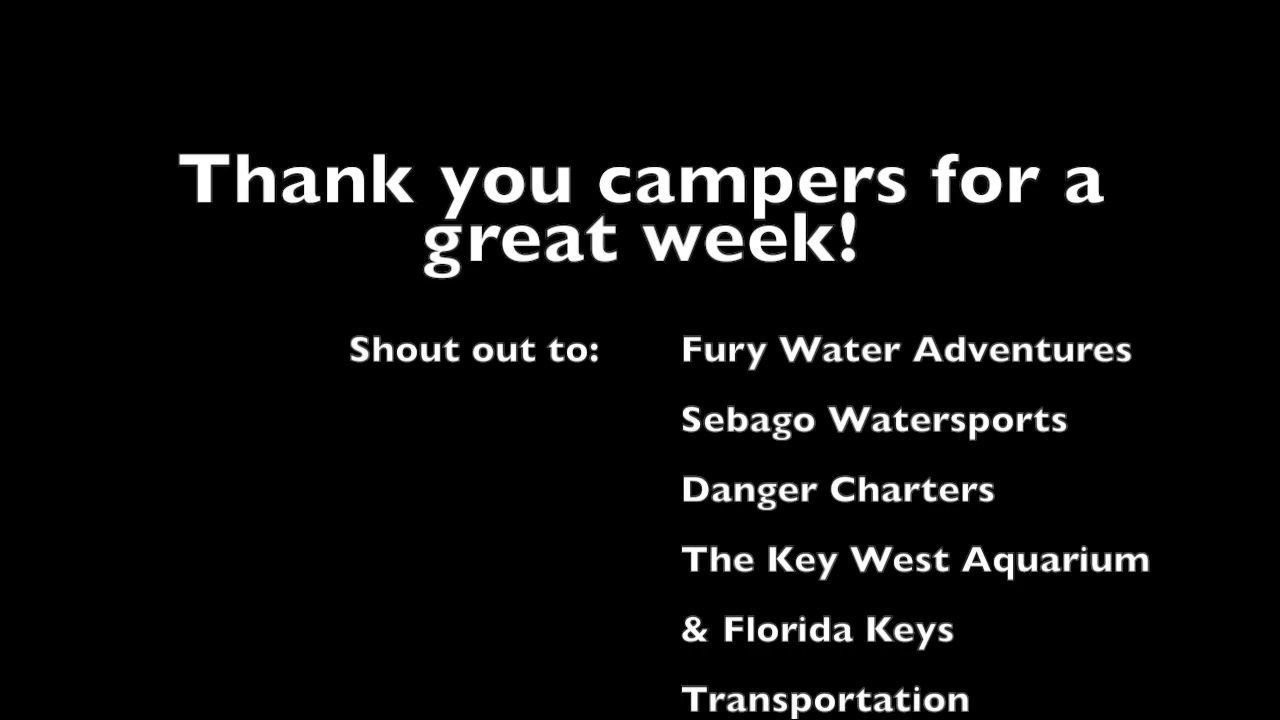 Thank you campers for a
great week!
Shout out to: Fury Water Adventures
Sebago Watersports
Danger Charters
The Key West Aquarium
& Florida Keys
Transportation